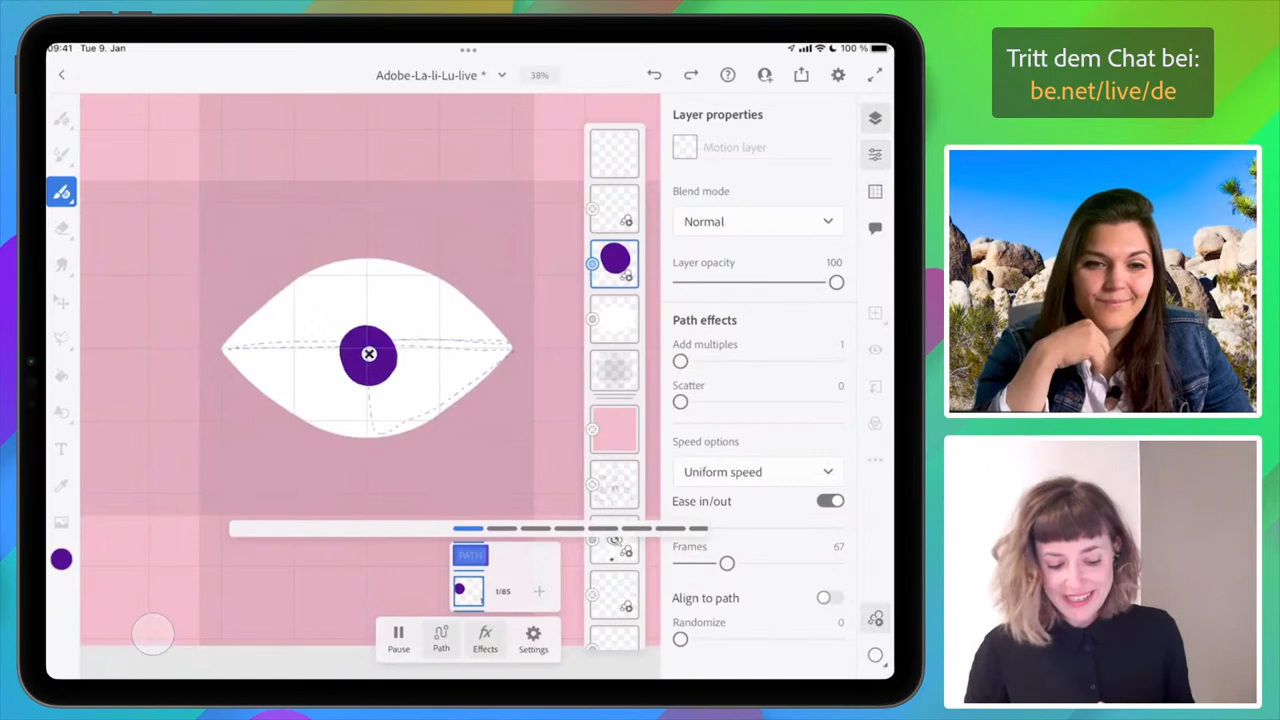 09:41 Tue 9. Jan
100 %
Adobe-La-li-Lu-live *
38%
Layer properties
Motion layer
Blend mode
Normal
Layer opacity 100
Path effects
Add multiples 1
Scatter 0
Speed options
Uniform speed
Ease in/out
Frames 67
Align to path
Randomize 0
PATH
1/85
Pause Path Effects Settings
Tritt dem Chat bei:
be.net/live/de